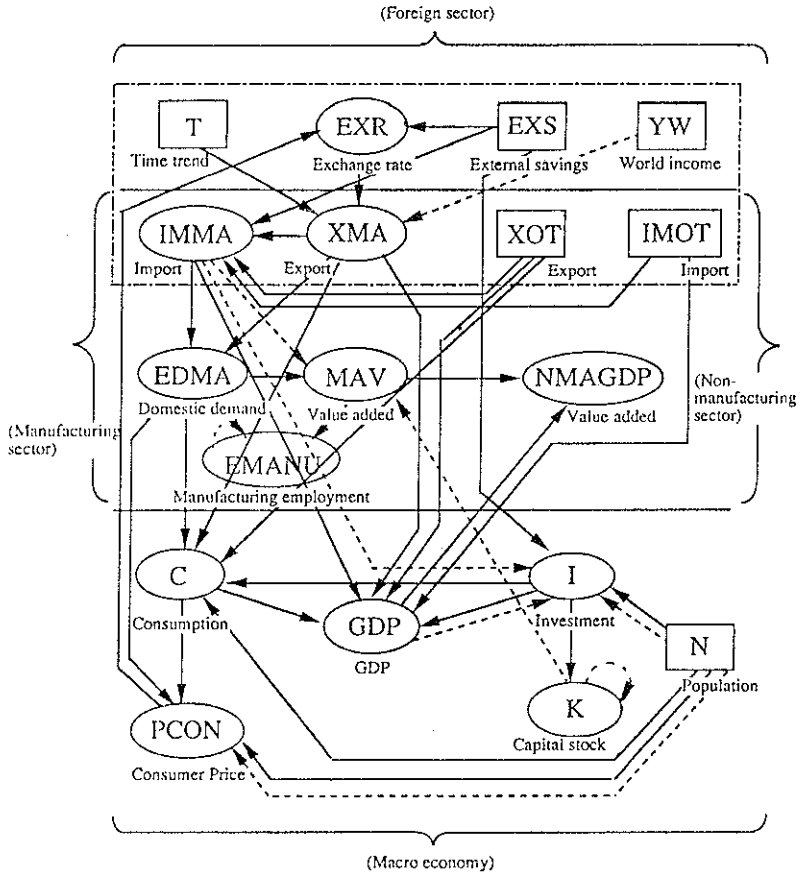 (Foreign sector)
T
EXR
EXS
YW
Time trend
Exchange rate
External savings
World income
IMMA
XMA
XOT
IMOT
Import
Export
Export
Import
EDMA
MAV
NMAGDP
Domestic demand
Value added
Value added
(Non-
manufacturing
sector)
(Manufacturing
sector)
EMANU
Manufacturing employment
C
I
Consumption
GDP
Investment
GDP
N
Population
K
Capital stock
PCON
Consumer Price
(Macro economy)